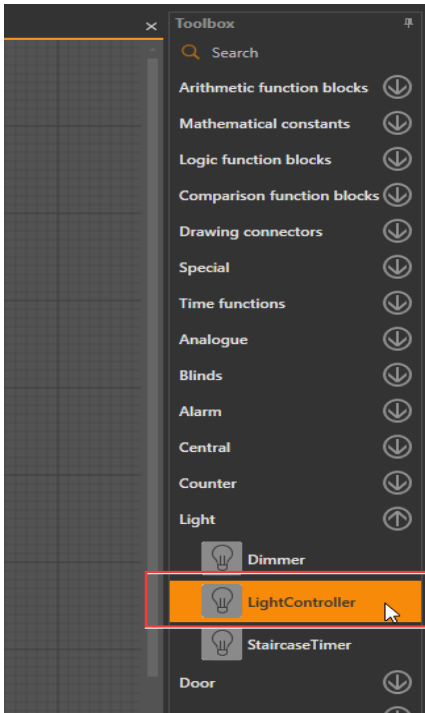 Toolbox
Search
Arithmetic function blocks
Mathematical constants
Logic function blocks
Comparison function blocks
Drawing connectors
Special
Time functions
Analogue
Blinds
Alarm
Central
Counter
Light
Dimmer
LightController
StaircaseTimer
Door